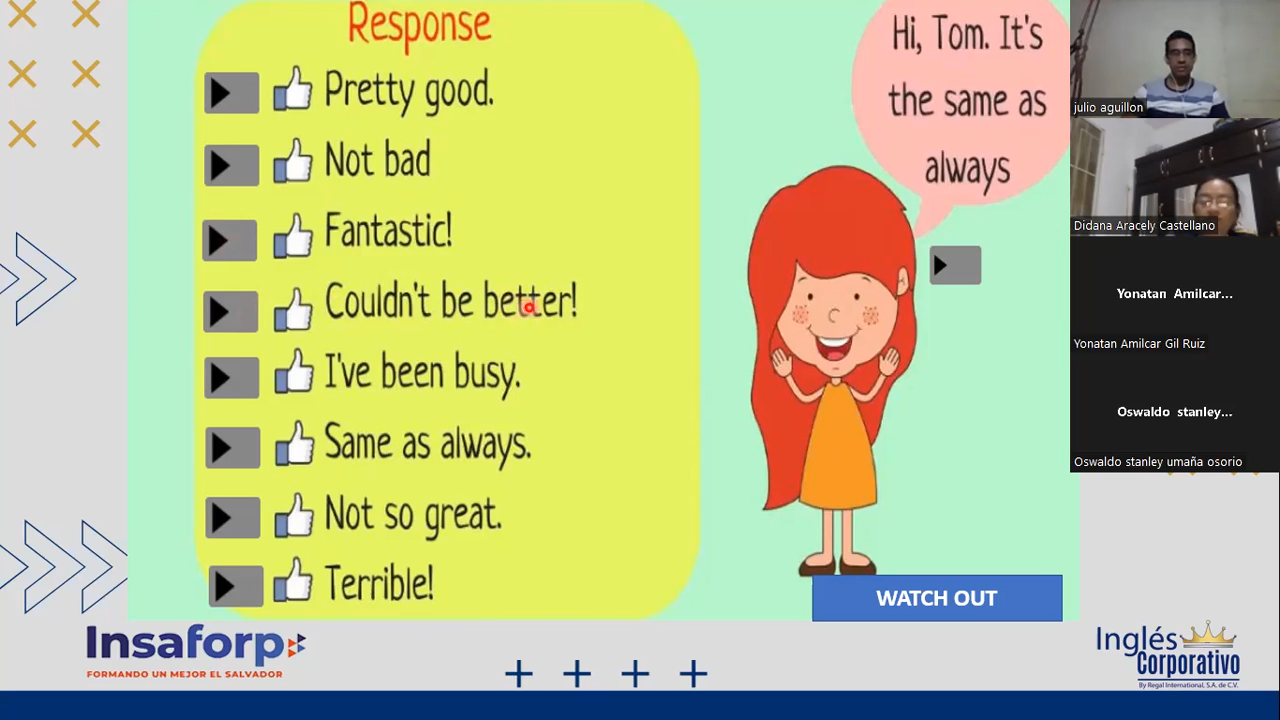 Response
Pretty good.
Not bad
Fantastic!
Couldn't be better!
I've been busy.
Same as always.
Not so great.
Terrible!
Hi, Tom. It's
the same as
always
WATCH OUT
julio aguillon
Didana Aracely Castellano
Yonatan Amilcar...
Yonatan Amilcar Gil Ruiz
Oswaldo stanley...
Oswaldo stanley umaña osorio
Insaforp
FORMANDO UN MEJOR EL SALVADOR
Inglés
Corporativo
By Regal International, S.A. de C.V.